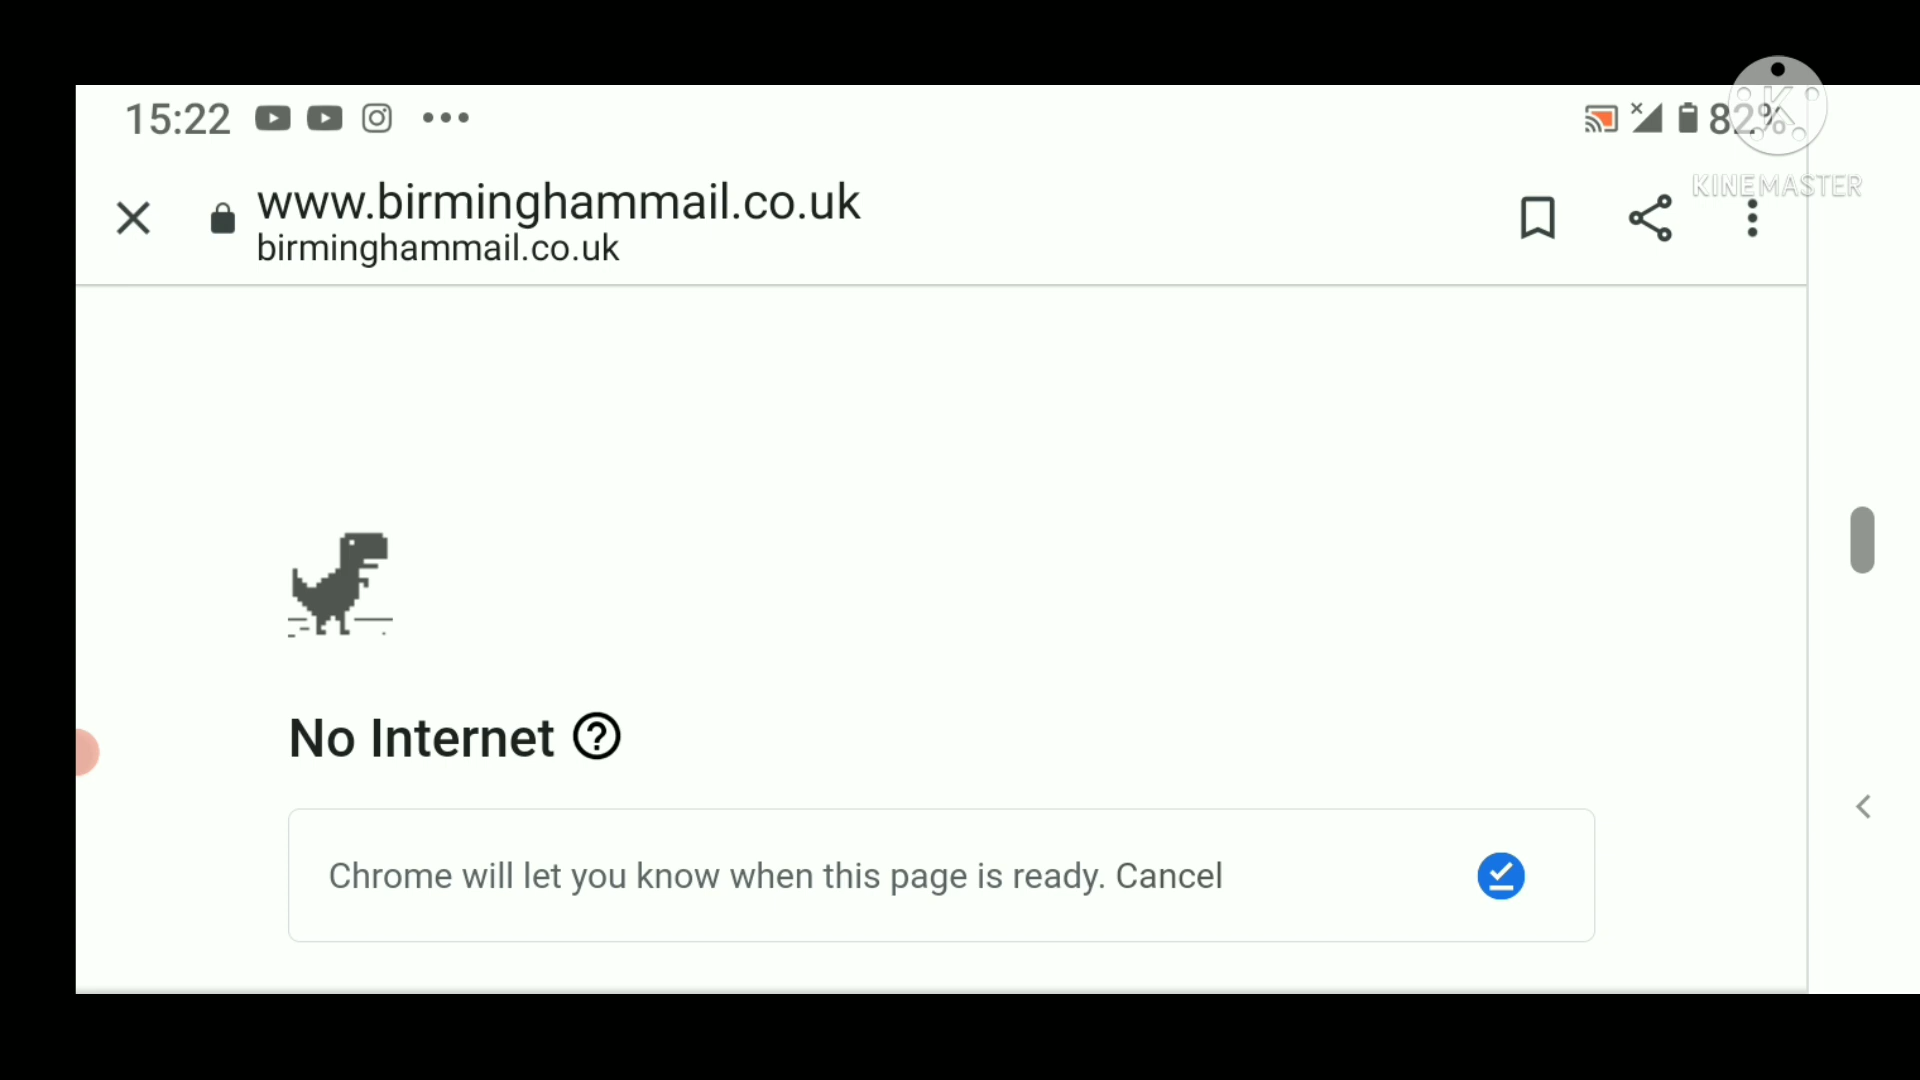 15:22
82%
KINEMASTER
www.birminghammail.co.uk
birminghammail.co.uk
No Internet
Chrome will let you know when this page is ready. Cancel